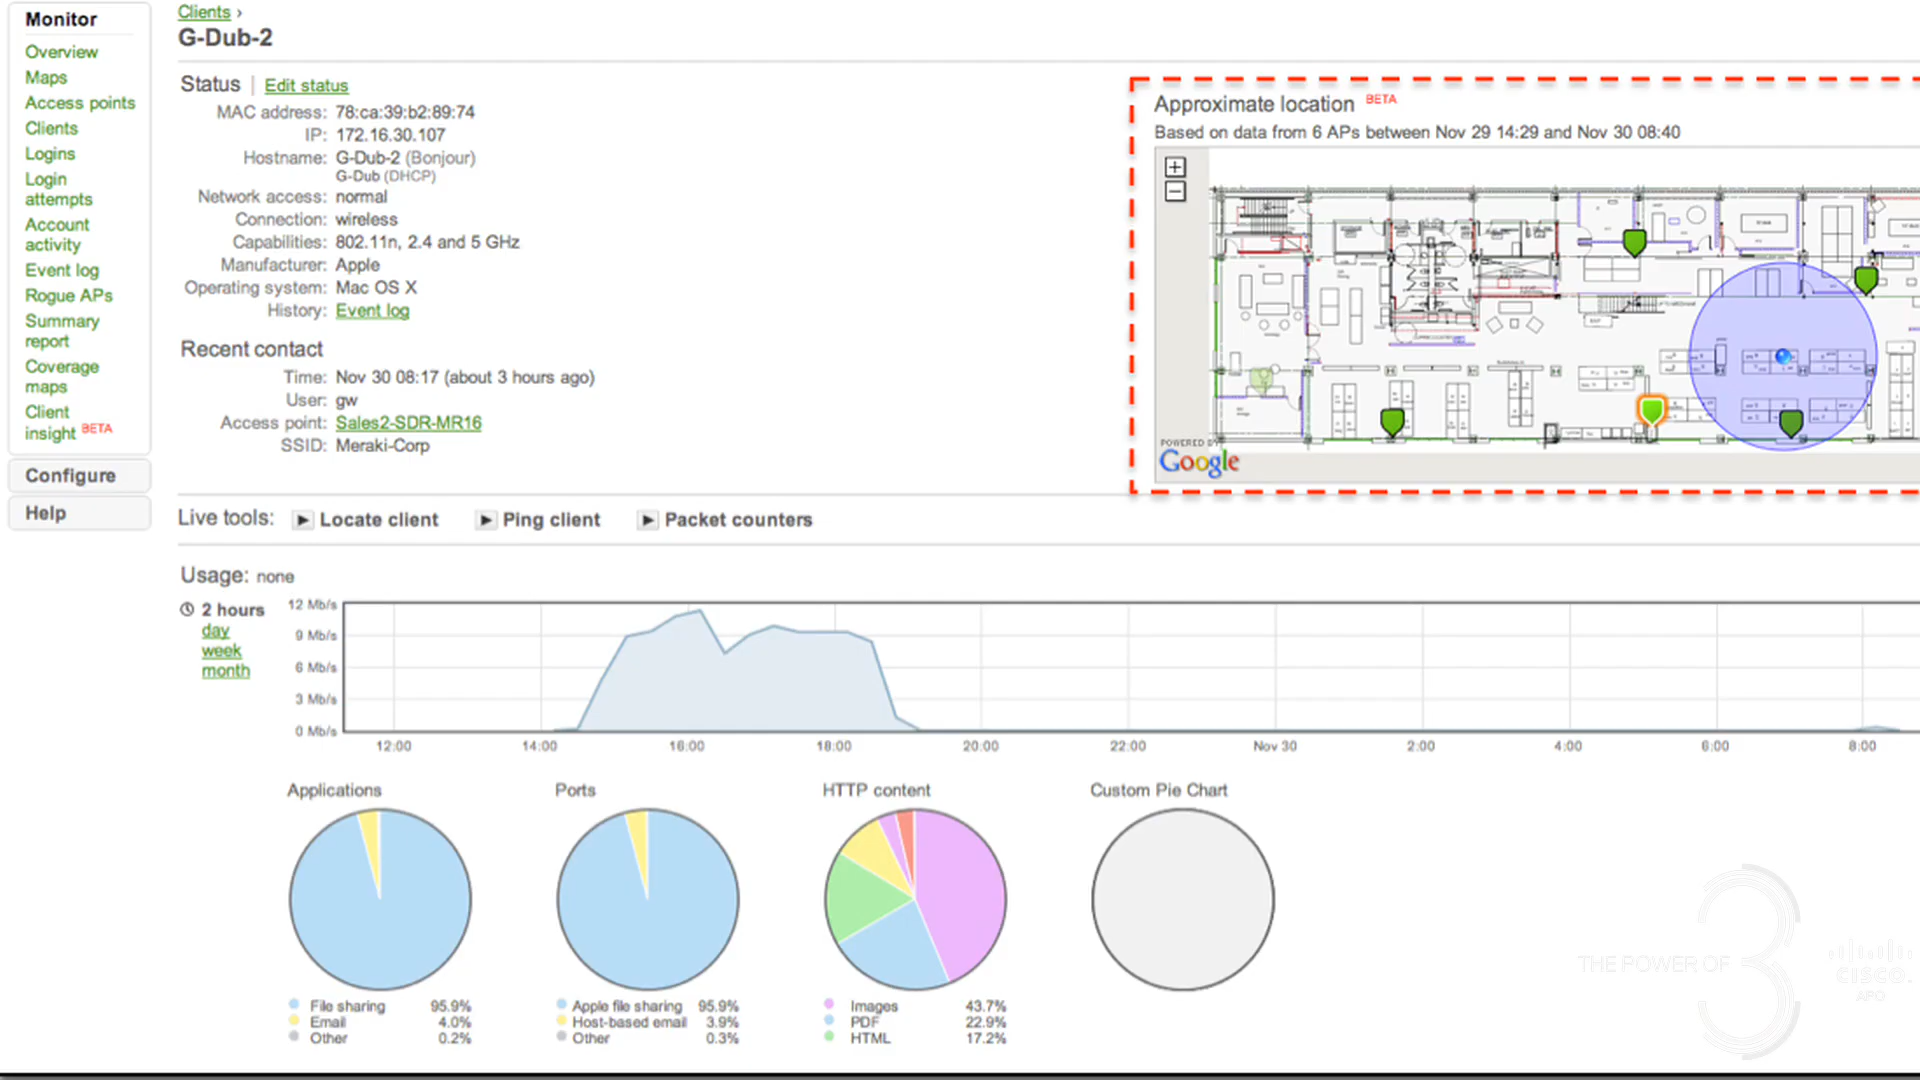 Monitor
Overview
Maps
Access points
Clients
Logins
Login
attempts
Account
activity
Event log
Rogue APs
Summary
report
Coverage
maps
Client
insight BETA
Configure
Help
Clients ›
G-Dub-2
Status | Edit status
MAC address: 78:ca:39:b2:89:74
IP: 172.16.30.107
Hostname: G-Dub-2 (Bonjour)
G-Dub (DHCP)
Network access: normal
Connection: wireless
Capabilities: 802.11n, 2.4 and 5 GHz
Manufacturer: Apple
Operating system: Mac OS X
History: Event log
Recent contact
Time: Nov 30 08:17 (about 3 hours ago)
User: gw
Access point: Sales2-SDR-MR16
SSID: Meraki-Corp
Approximate location BETA
Based on data from 6 APs between Nov 29 14:29 and Nov 30 08:40
POWERED BY
Google
Live tools: Locate client Ping client Packet counters
Usage: none
2 hours
day
week
month
12 Mb/s
9 Mb/s
6 Mb/s
3 Mb/s
0 Mb/s
12:00 14:00 16:00 18:00 20:00 22:00 Nov 30 2:00 4:00 6:00 8:00
Applications
File sharing 95.9%
Email 4.0%
Other 0.2%
Ports
Apple file sharing 95.9%
Host-based email 3.9%
Other 0.3%
HTTP content
Images 43.7%
PDF 22.9%
HTML 17.2%
Custom Pie Chart
THE POWER OF 3
CISCO.
APO